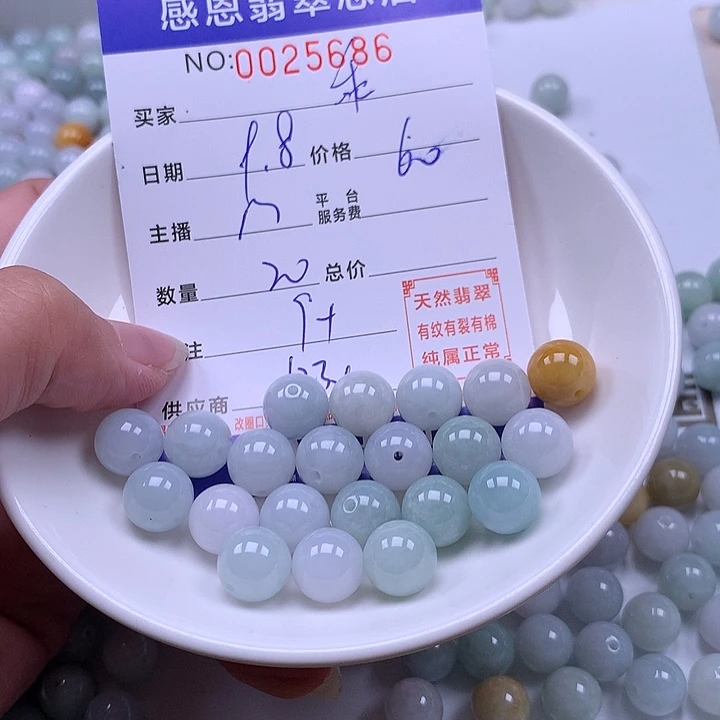 感恩翡翠
NO:0025686
买家
日期 1.8 价格 60
主播
平台
服务费
数量 20 总价
注
天然翡翠
有纹有裂有棉
纯属正常
供应商